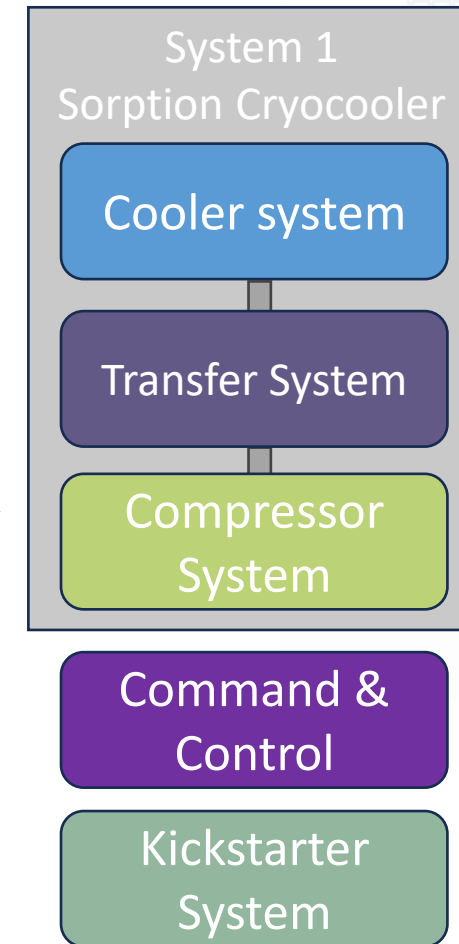 System 1
Sorption Cryocooler
Cooler system
Transfer System
Compressor
System
Command &
Control
Kickstarter
System